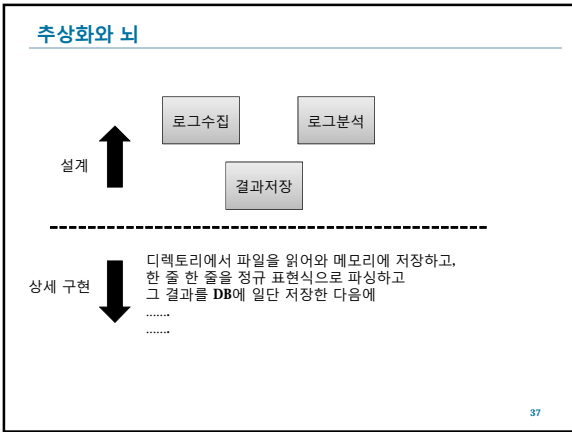 추상화와 뇌
로그수집
로그분석
설계
결과저장
디렉토리에서 파일을 읽어와 메모리에 저장하고,
한 줄 한 줄을 정규 표현식으로 파싱하고
상세 구현
그 결과를 DB에 일단 저장한 다음에
.......
.......
37